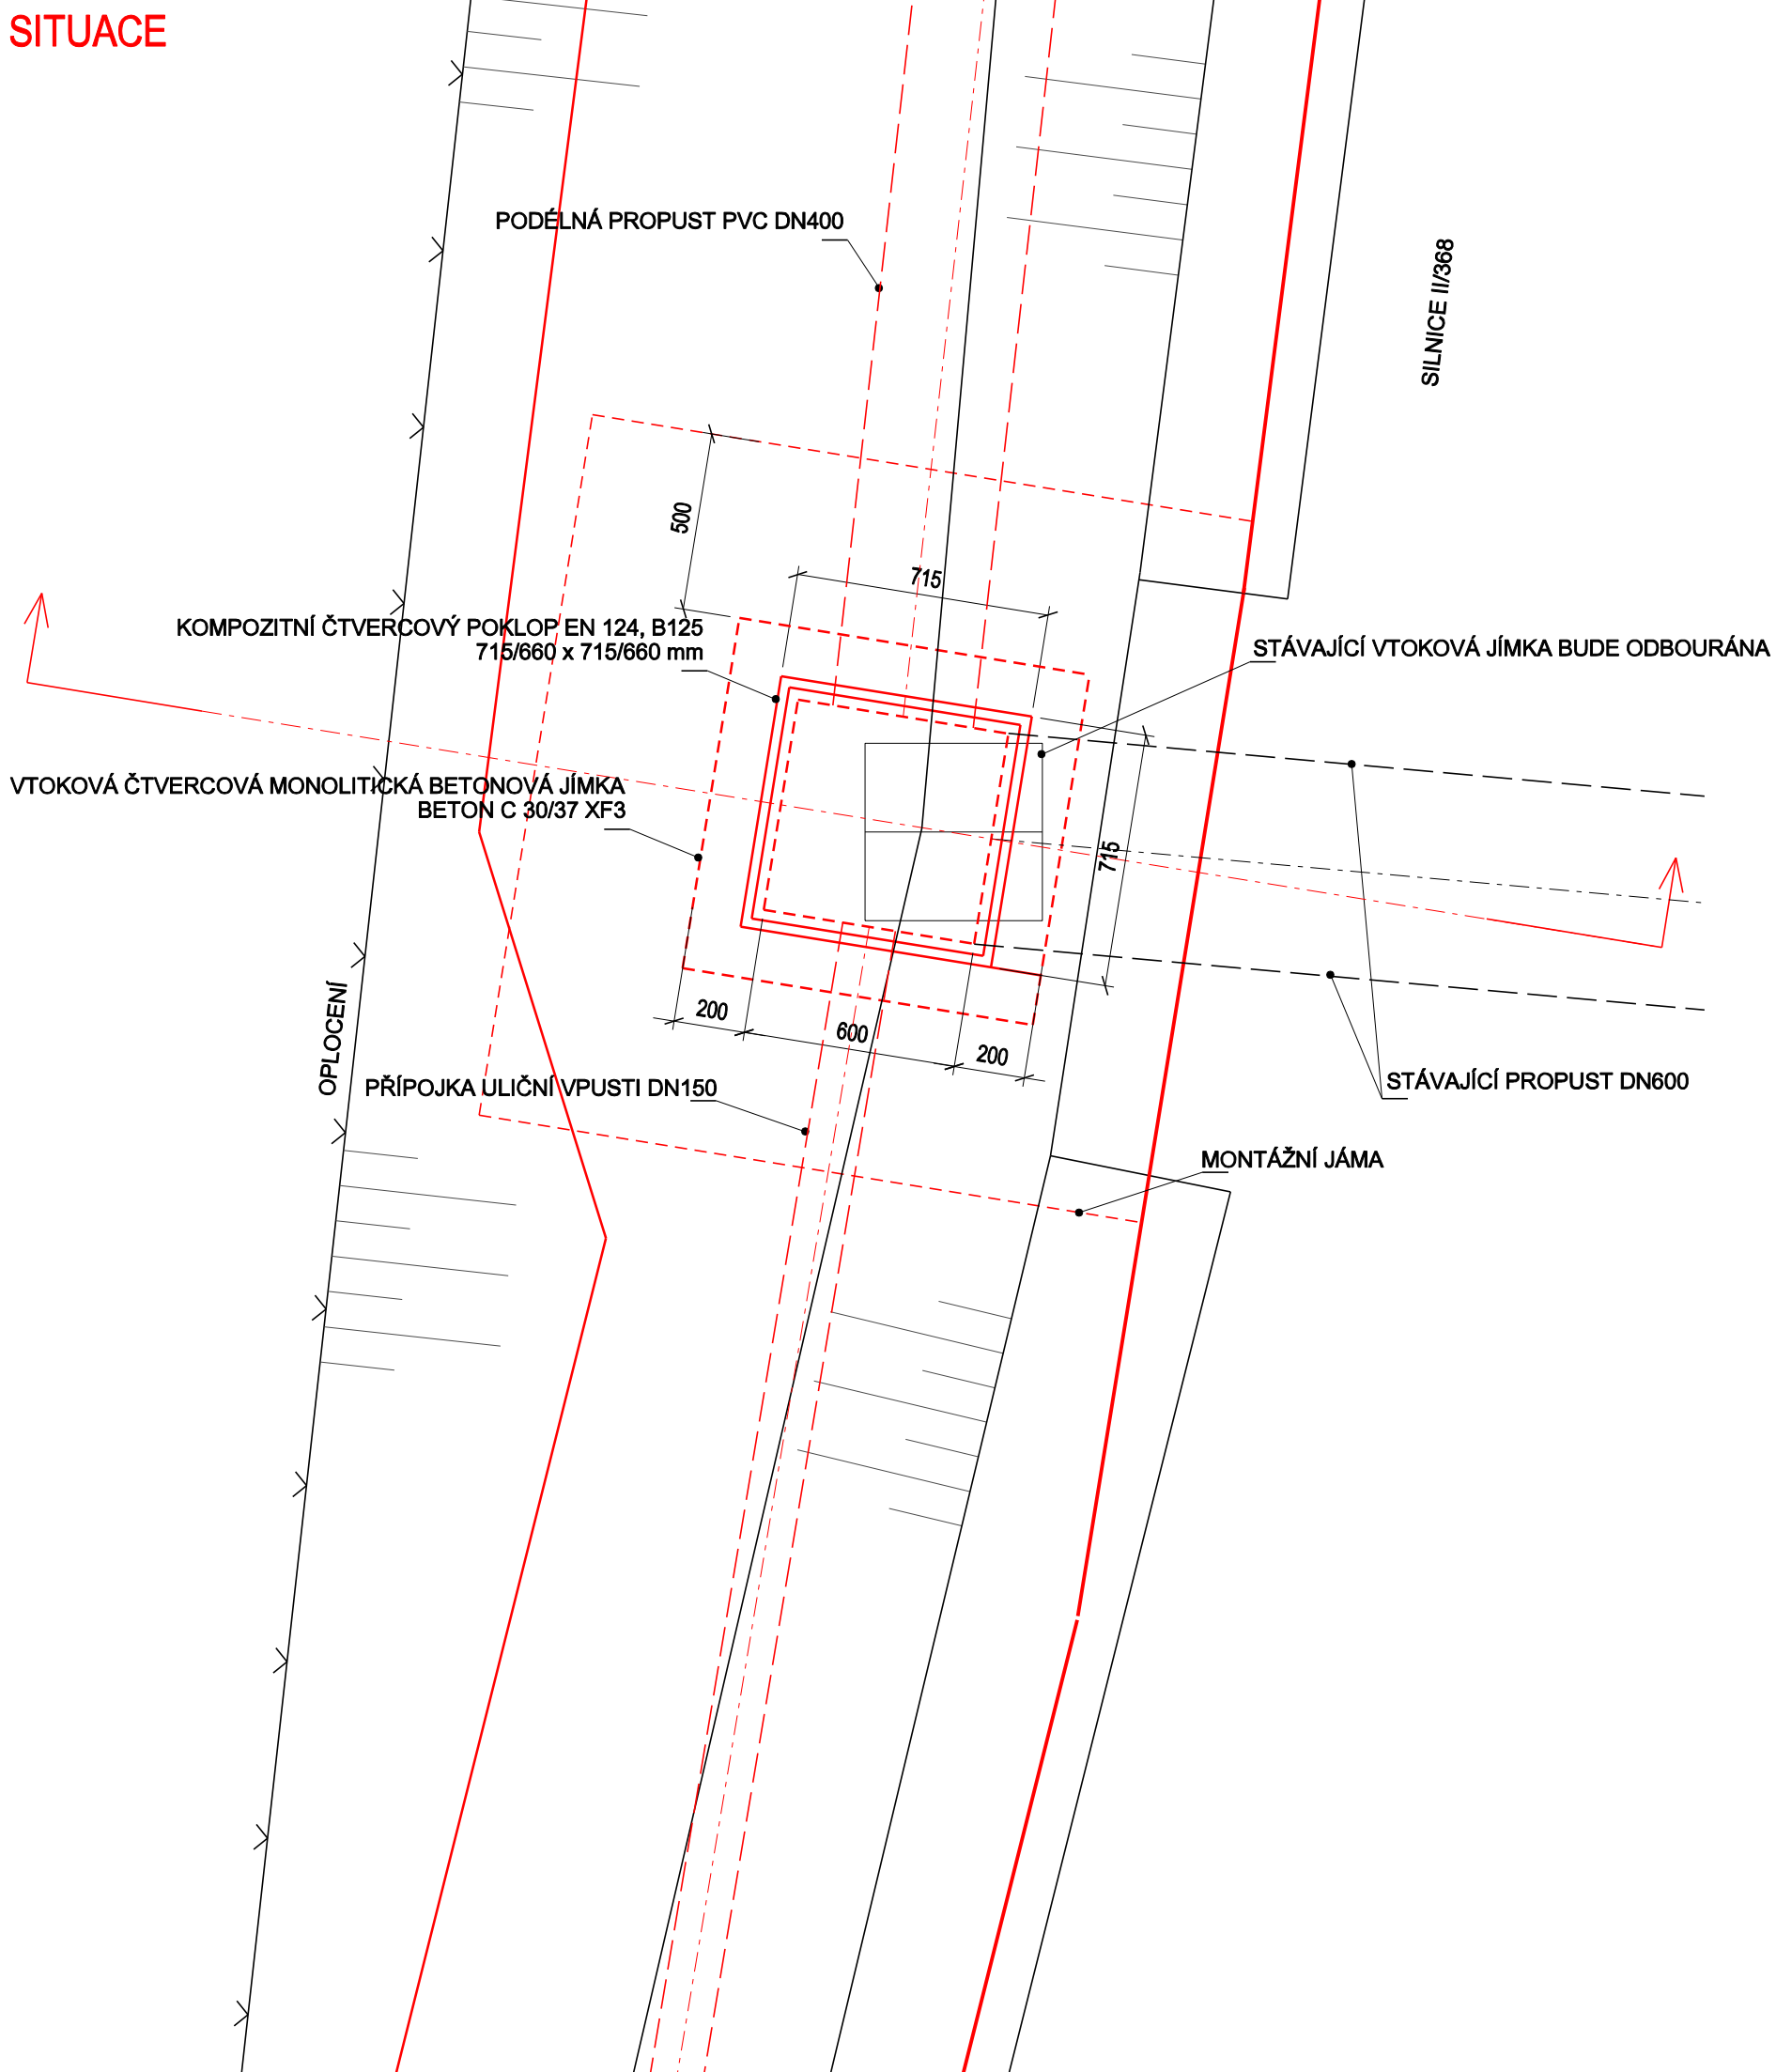 SITUACE
PODÉLNÁ PROPUST PVC DN400
SILNICE II/368
500
715
KOMPOZITNÍ ČTVERCOVÝ POKLOP EN 124, B125
715/660 x 715/660 mm
STÁVAJÍCÍ VTOKOVÁ JÍMKA BUDE ODBOURÁNA
VTOKOVÁ ČTVERCOVÁ MONOLITICKÁ BETONOVÁ JÍMKA
BETON C 30/37 XF3
715
OPLOCENÍ
200
600
200
PŘÍPOJKA ULIČNÍ VPUSTI DN150
STÁVAJÍCÍ PROPUST DN600
MONTÁŽNÍ JÁMA